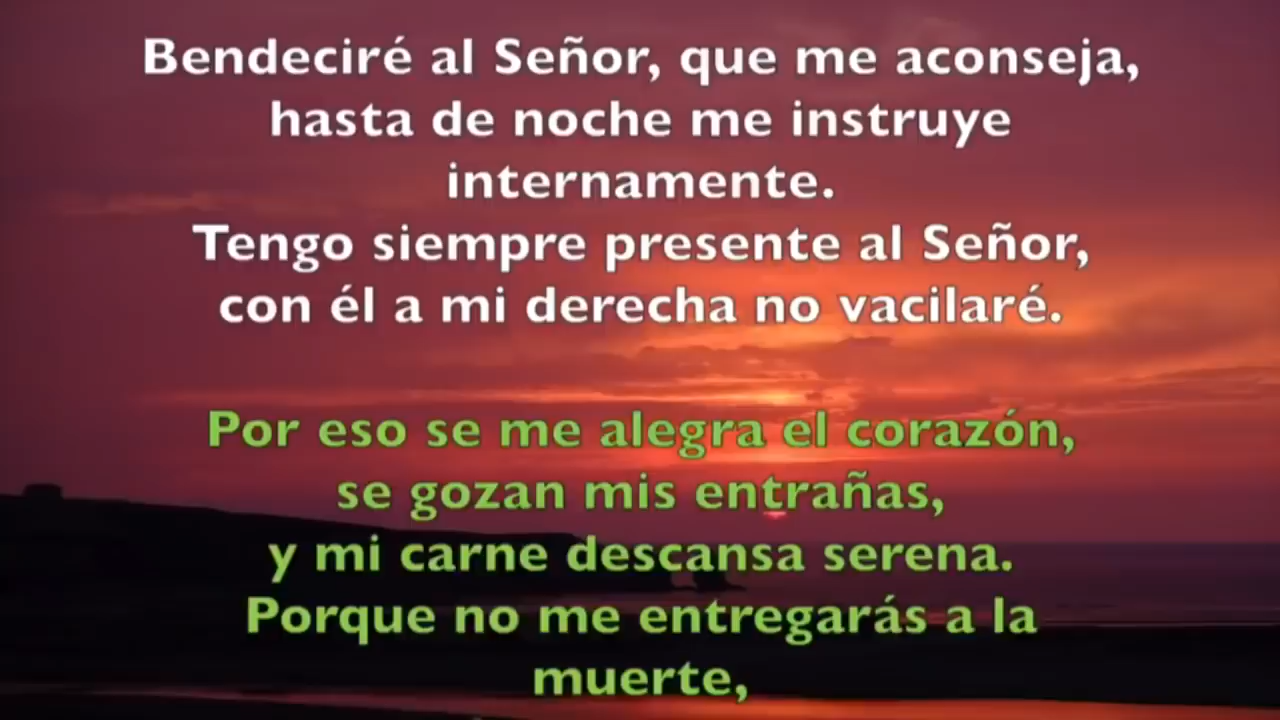 Bendeciré al Señor, que me aconseja,
hasta de noche me instruye
internamente.
Tengo siempre presente al Señor,
con él a mi derecha no vacilaré.
Por eso se me alegra el corazón,
se gozan mis entrañas,
y mi carne descansa serena.
Porque no me entregarás a la
muerte,